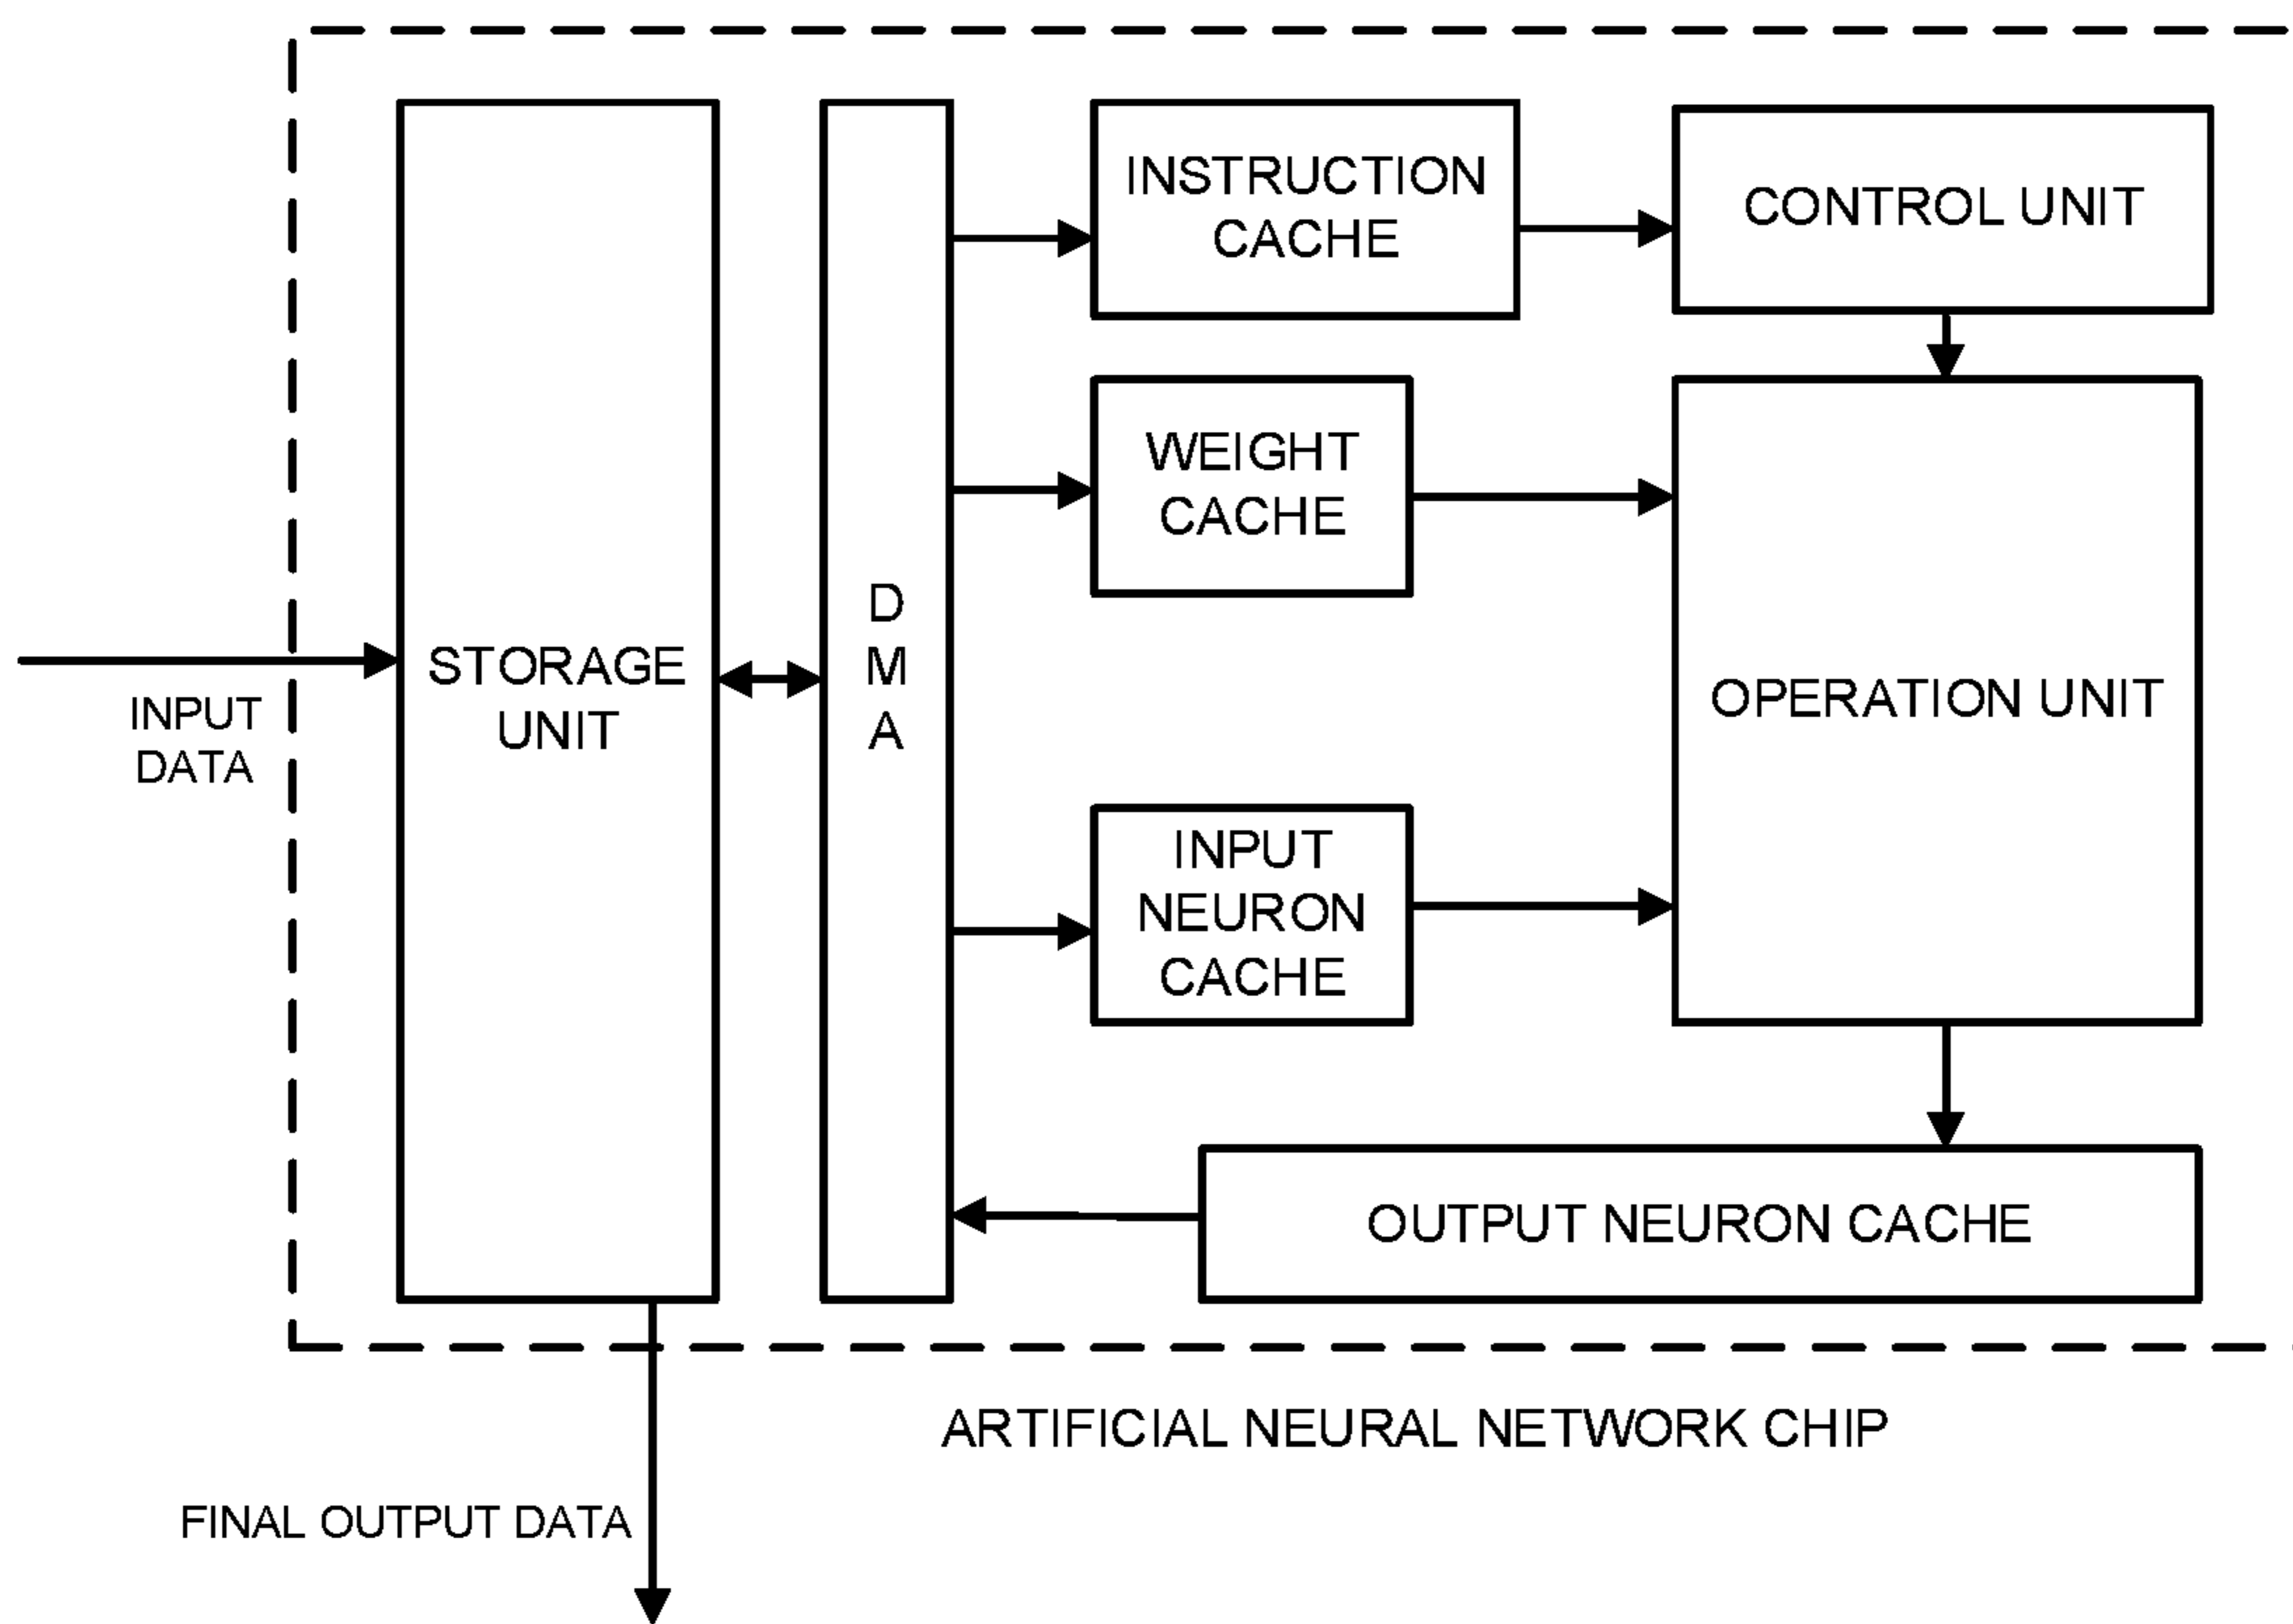 INSTRUCTION
CACHE
CONTROL UNIT
WEIGHT
CACHE
D
M
A
STORAGE
UNIT
OPERATION UNIT
INPUT
DATA
INPUT
NEURON
CACHE
OUTPUT NEURON CACHE
ARTIFICIAL NEURAL NETWORK CHIP
FINAL OUTPUT DATA